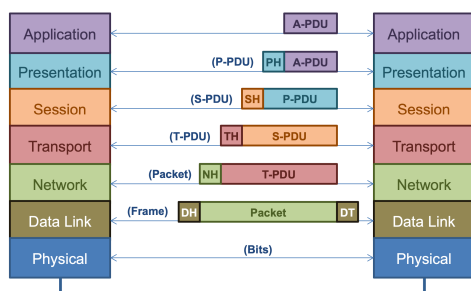 Application A-PDU Application
Presentation (P-PDU) PH A-PDU Presentation
Session (S-PDU) SH P-PDU Session
Transport (T-PDU) TH S-PDU Transport
Network (Packet) NH T-PDU Network
Data Link (Frame) DH Packet DT Data Link
Physical (Bits) Physical